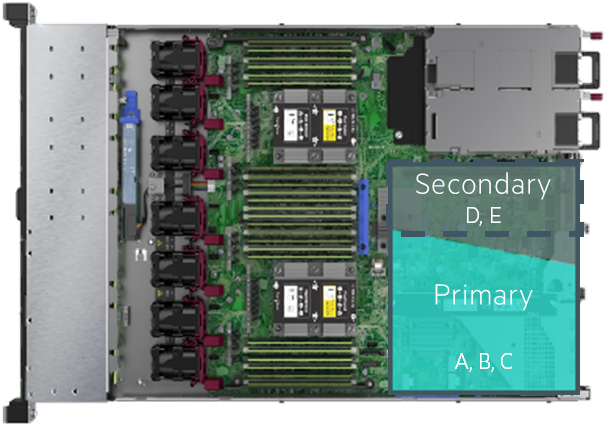 Secondary
D, E
Primary
A, B, C